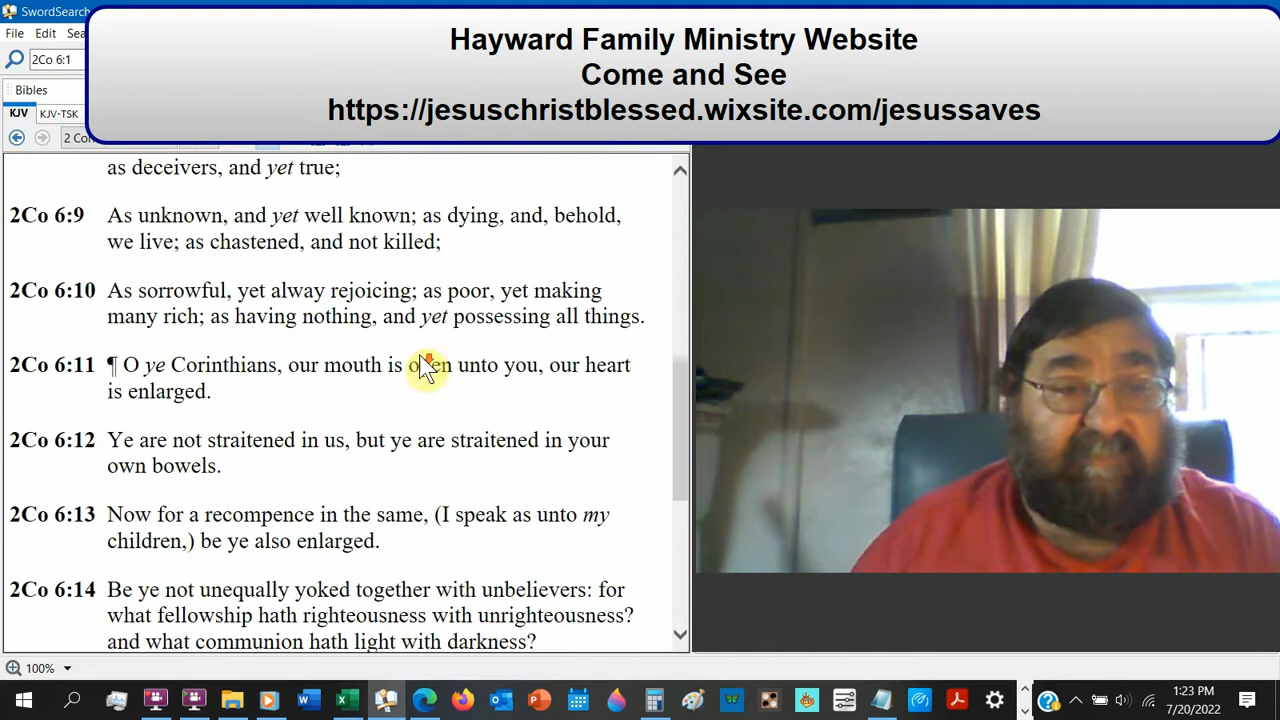 SwordSearch
Hayward Family Ministry Website
Come and See
https://jesuschristblessed.wixsite.com/jesussaves
File Edit Sea
2Co 6:1
Bibles
KJV KJV-TSK
2 Cor
as deceivers, and yet true;
2Co 6:9 As unknown, and yet well known; as dying, and, behold,
we live; as chastened, and not killed;
2Co 6:10 As sorrowful, yet alway rejoicing; as poor, yet making
many rich; as having nothing, and yet possessing all things.
2Co 6:11 ¶ O ye Corinthians, our mouth is open unto you, our heart
is enlarged.
2Co 6:12 Ye are not straitened in us, but ye are straitened in your
own bowels.
2Co 6:13 Now for a recompence in the same, (I speak as unto my
children,) be ye also enlarged.
2Co 6:14 Be ye not unequally yoked together with unbelievers: for
what fellowship hath righteousness with unrighteousness?
and what communion hath light with darkness?
100%
1:23 PM
7/20/2022